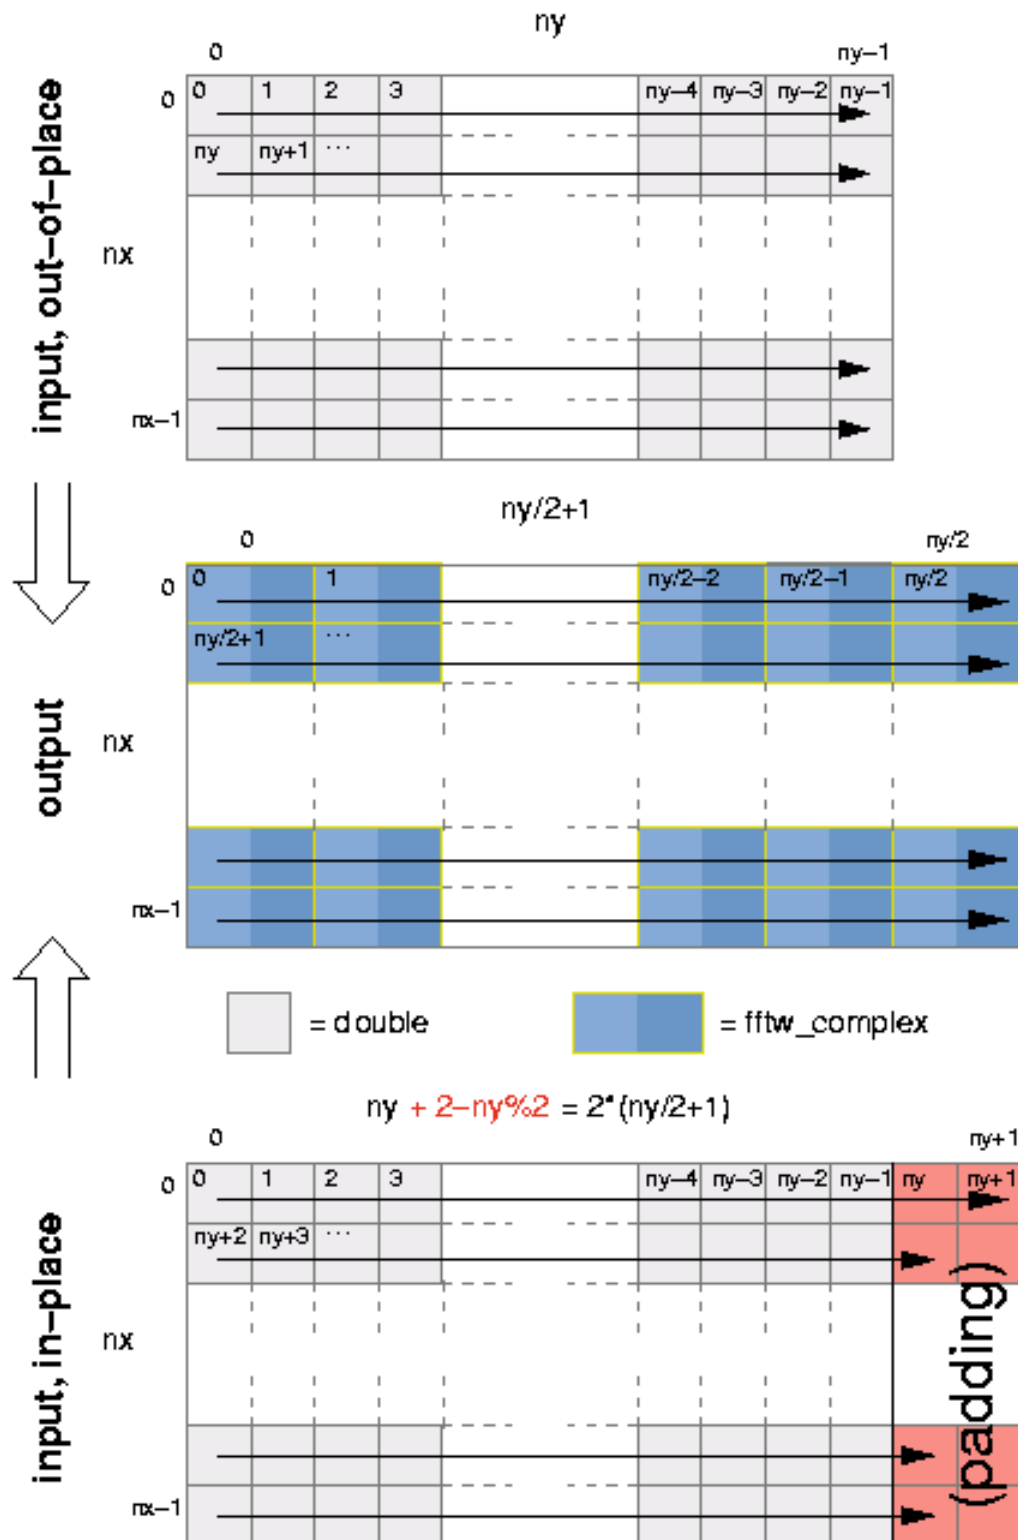 ny
0 ny−1
input, out−of−place
0
0 1 2 3 ny−4 ny−3 ny−2 ny−1
ny ny+1 ...
nx
nx−1
ny/2+1
0 ny/2
output
0
0 1 ny/2−2 ny/2−1 ny/2
ny/2+1 ...
nx
nx−1
= double = fftw_complex
ny + 2−ny%2 = 2*(ny/2+1)
0 ny+1
input, in−place
0
0 1 2 3 ny−4 ny−3 ny−2 ny−1 ny ny+1
ny+2 ny+3 ...
nx
(padding)
nx−1